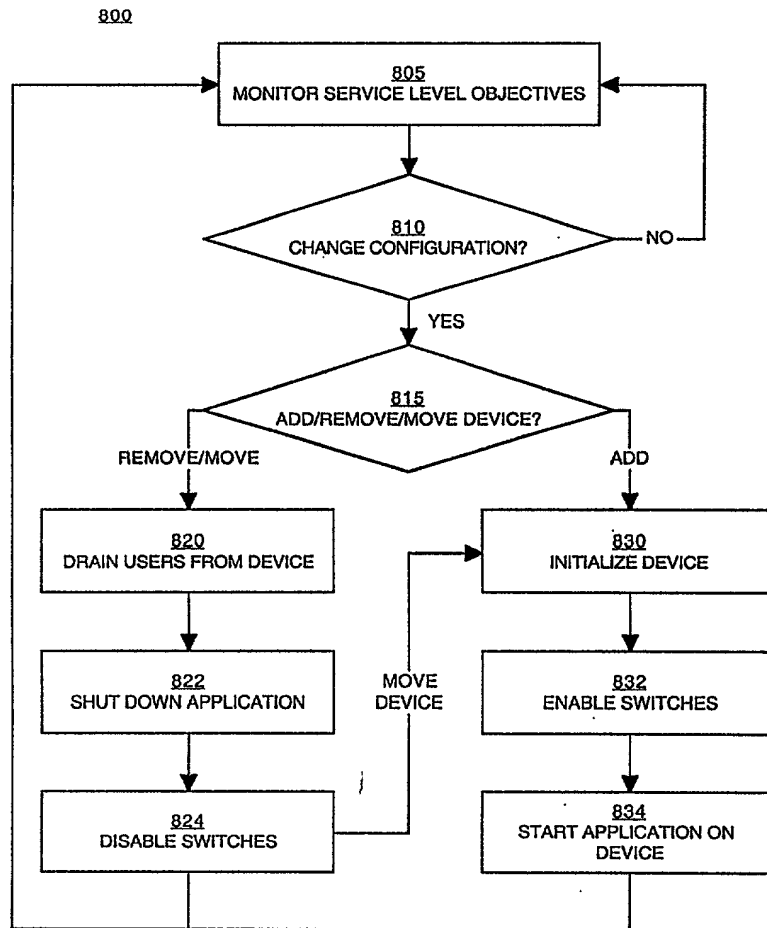 800
805
MONITOR SERVICE LEVEL OBJECTIVES
810
CHANGE CONFIGURATION?
NO
YES
815
ADD/REMOVE/MOVE DEVICE?
REMOVE/MOVE
ADD
820
DRAIN USERS FROM DEVICE
830
INITIALIZE DEVICE
822
SHUT DOWN APPLICATION
MOVE
DEVICE
832
ENABLE SWITCHES
824
DISABLE SWITCHES
834
START APPLICATION ON
DEVICE